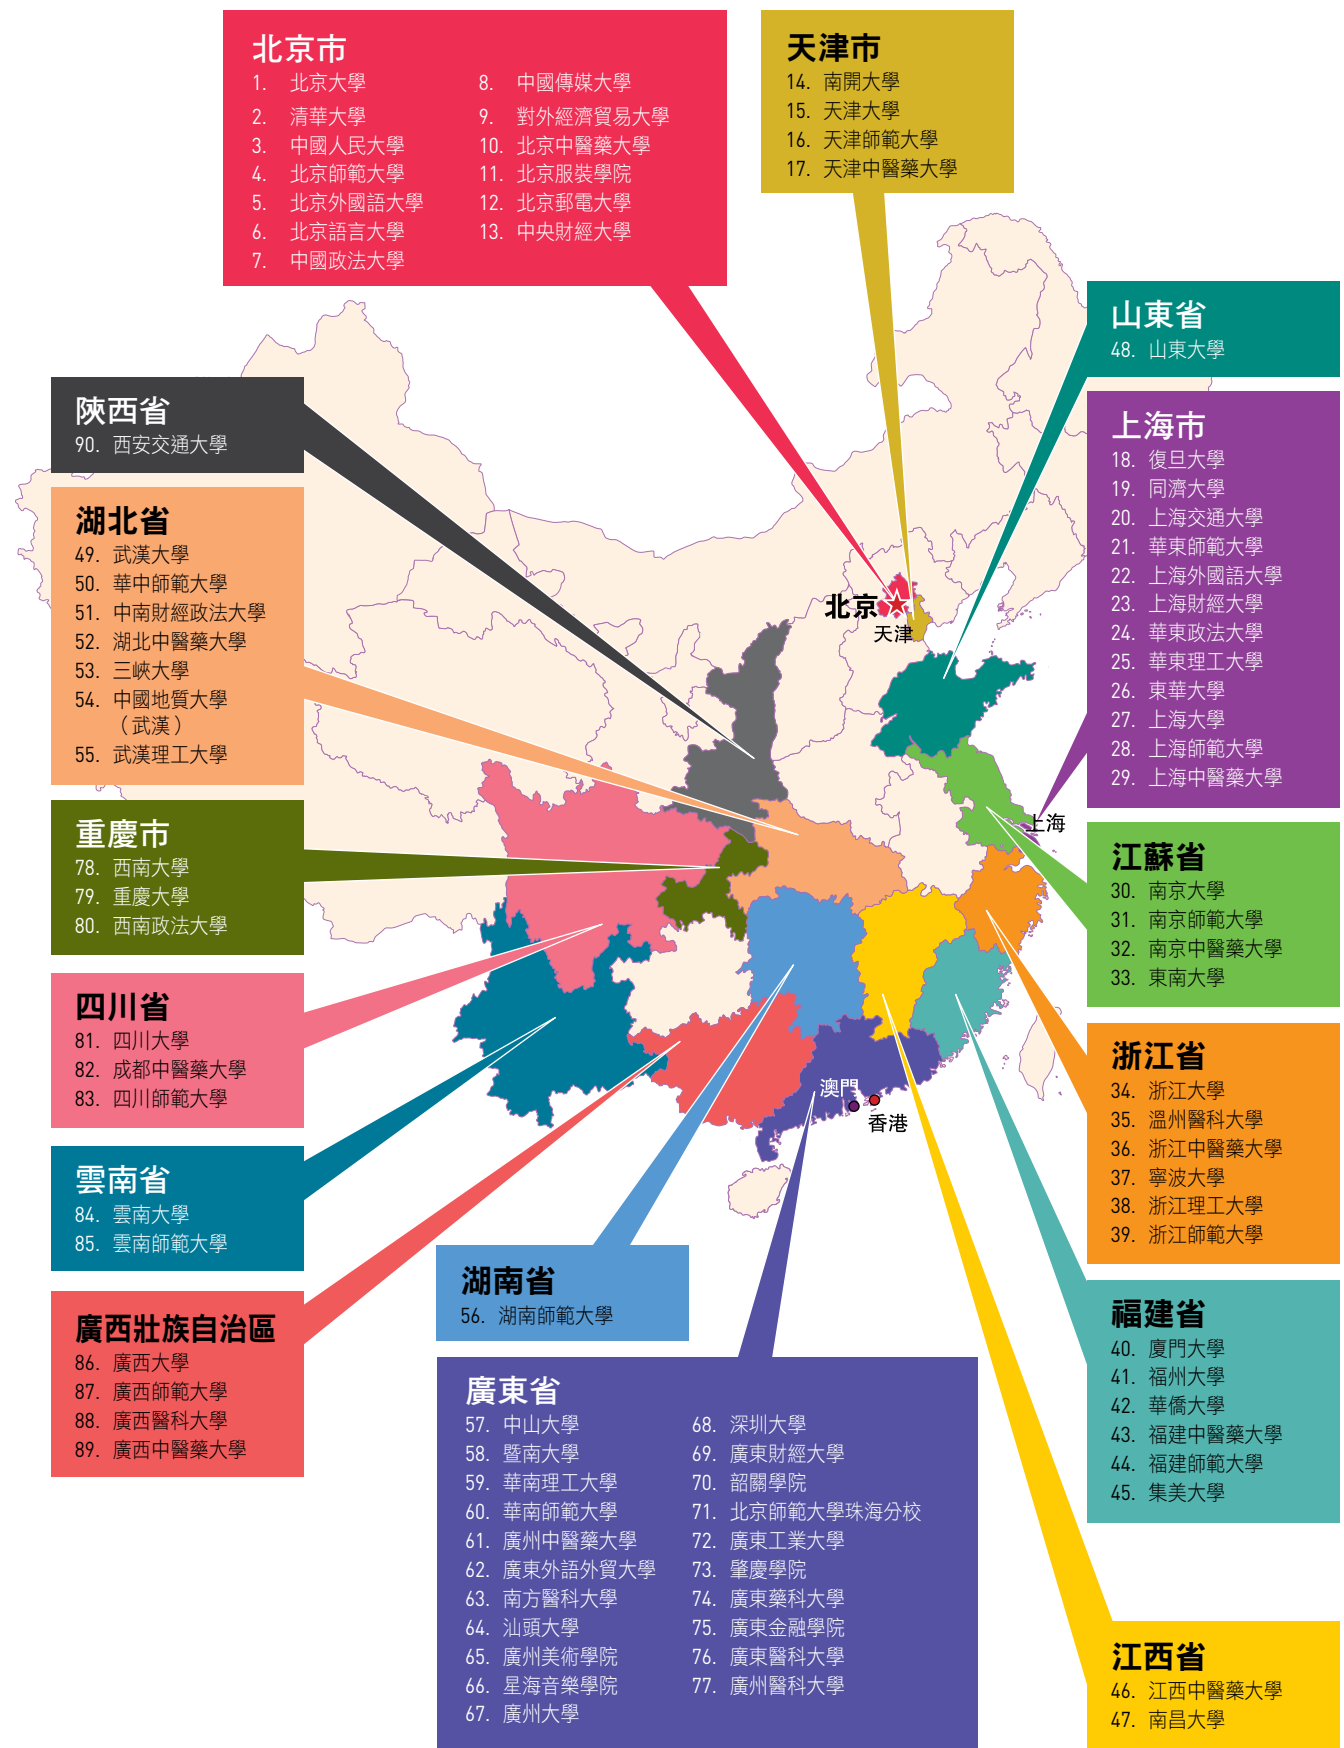 北京市
1. 北京大學
2. 清華大學
3. 中國人民大學
4. 北京師範大學
5. 北京外國語大學
6. 北京語言大學
7. 中國政法大學
8. 中國傳媒大學
9. 對外經濟貿易大學
10. 北京中醫藥大學
11. 北京服裝學院
12. 北京郵電大學
13. 中央財經大學
天津市
14. 南開大學
15. 天津大學
16. 天津師範大學
17. 天津中醫藥大學
山東省
48. 山東大學
上海市
18. 復旦大學
19. 同濟大學
20. 上海交通大學
21. 華東師範大學
22. 上海外國語大學
23. 上海財經大學
24. 華東政法大學
25. 華東理工大學
26. 東華大學
27. 上海大學
28. 上海師範大學
29. 上海中醫藥大學
江蘇省
30. 南京大學
31. 南京師範大學
32. 南京中醫藥大學
33. 東南大學
浙江省
34. 浙江大學
35. 溫州醫科大學
36. 浙江中醫藥大學
37. 寧波大學
38. 浙江理工大學
39. 浙江師範大學
福建省
40. 廈門大學
41. 福州大學
42. 華僑大學
43. 福建中醫藥大學
44. 福建師範大學
45. 集美大學
江西省
46. 江西中醫藥大學
47. 南昌大學
陝西省
90. 西安交通大學
湖北省
49. 武漢大學
50. 華中師範大學
51. 中南財經政法大學
52. 湖北中醫藥大學
53. 三峽大學
54. 中國地質大學
（武漢）
55. 武漢理工大學
重慶市
78. 西南大學
79. 重慶大學
80. 西南政法大學
四川省
81. 四川大學
82. 成都中醫藥大學
83. 四川師範大學
雲南省
84. 雲南大學
85. 雲南師範大學
廣西壯族自治區
86. 廣西大學
87. 廣西師範大學
88. 廣西醫科大學
89. 廣西中醫藥大學
湖南省
56. 湖南師範大學
廣東省
57. 中山大學
58. 暨南大學
59. 華南理工大學
60. 華南師範大學
61. 廣州中醫藥大學
62. 廣東外語外貿大學
63. 南方醫科大學
64. 汕頭大學
65. 廣州美術學院
66. 星海音樂學院
67. 廣州大學
68. 深圳大學
69. 廣東財經大學
70. 韶關學院
71. 北京師範大學珠海分校
72. 廣東工業大學
73. 肇慶學院
74. 廣東藥科大學
75. 廣東金融學院
76. 廣東醫科大學
77. 廣州醫科大學
北京
天津
上海
澳門
香港